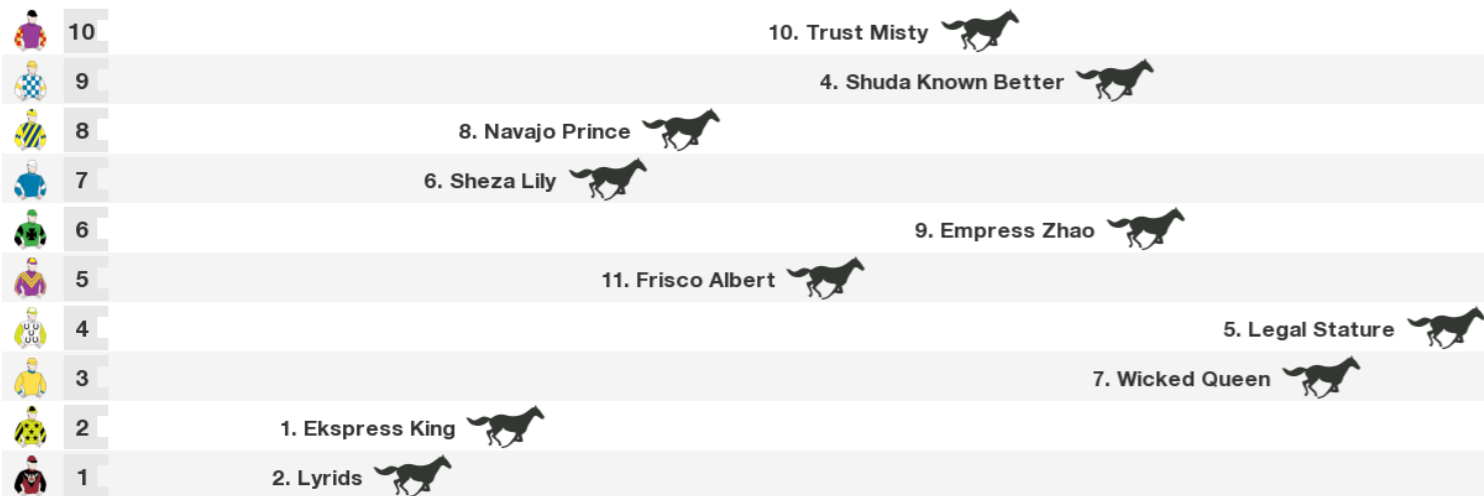 10 10. Trust Misty
9 4. Shuda Known Better
8 8. Navajo Prince
7 6. Sheza Lily
6 9. Empress Zhao
5 11. Frisco Albert
4 5. Legal Stature
3 7. Wicked Queen
2 1. Ekspress King
1 2. Lyrids